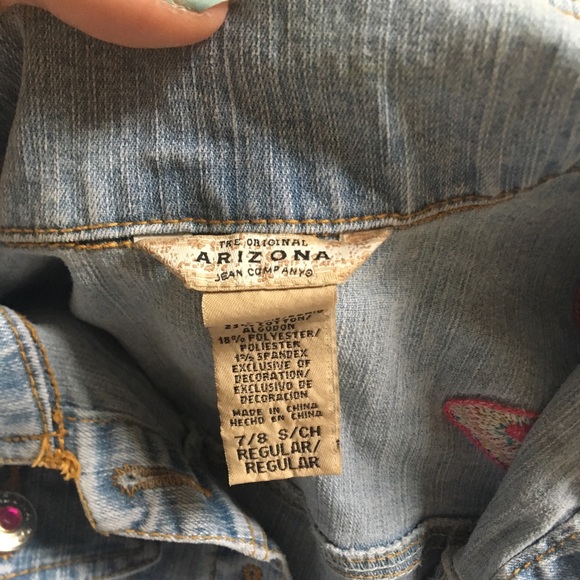 THE ORIGINAL
ARIZONA
JEAN COMPANY®
COTTON/
ALGODON
18% POLYESTER/
POLIESTER
1% SPANDEX
EXCLUSIVE OF
DECORATION/
EXCLUSIVO DE
DECORACION
MADE IN CHINA
HECHO EN CHINA
7/8 S/CH
REGULAR/
REGULAR